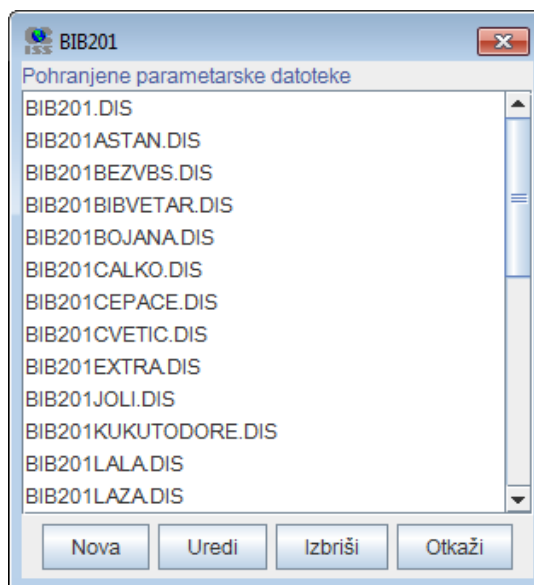 ISS BIB201
Pohranjene parametarske datoteke
BIB201.DIS
BIB201ASTAN.DIS
BIB201BEZVBS.DIS
BIB201BIBVETAR.DIS
BIB201BOJANA.DIS
BIB201CALKO.DIS
BIB201CEPACE.DIS
BIB201CVETIC.DIS
BIB201EXTRA.DIS
BIB201JOLI.DIS
BIB201KUKUTODORE.DIS
BIB201LALA.DIS
BIB201LAZA.DIS
Nova Uredi Izbriši Otkaži